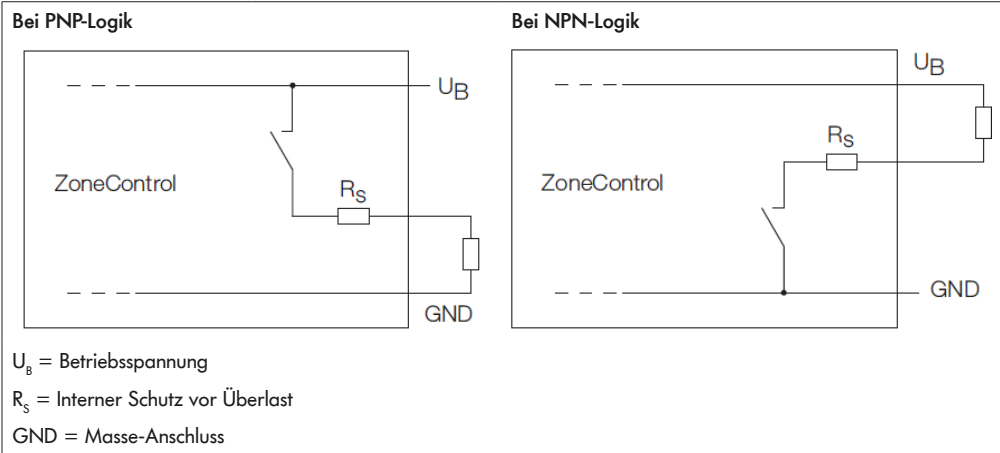 Bei PNP-Logik
U_B
ZoneControl
R_S
GND
Bei NPN-Logik
U_B
R_S
ZoneControl
GND
U_B = Betriebsspannung
R_S = Interner Schutz vor Überlast
GND = Masse-Anschluss